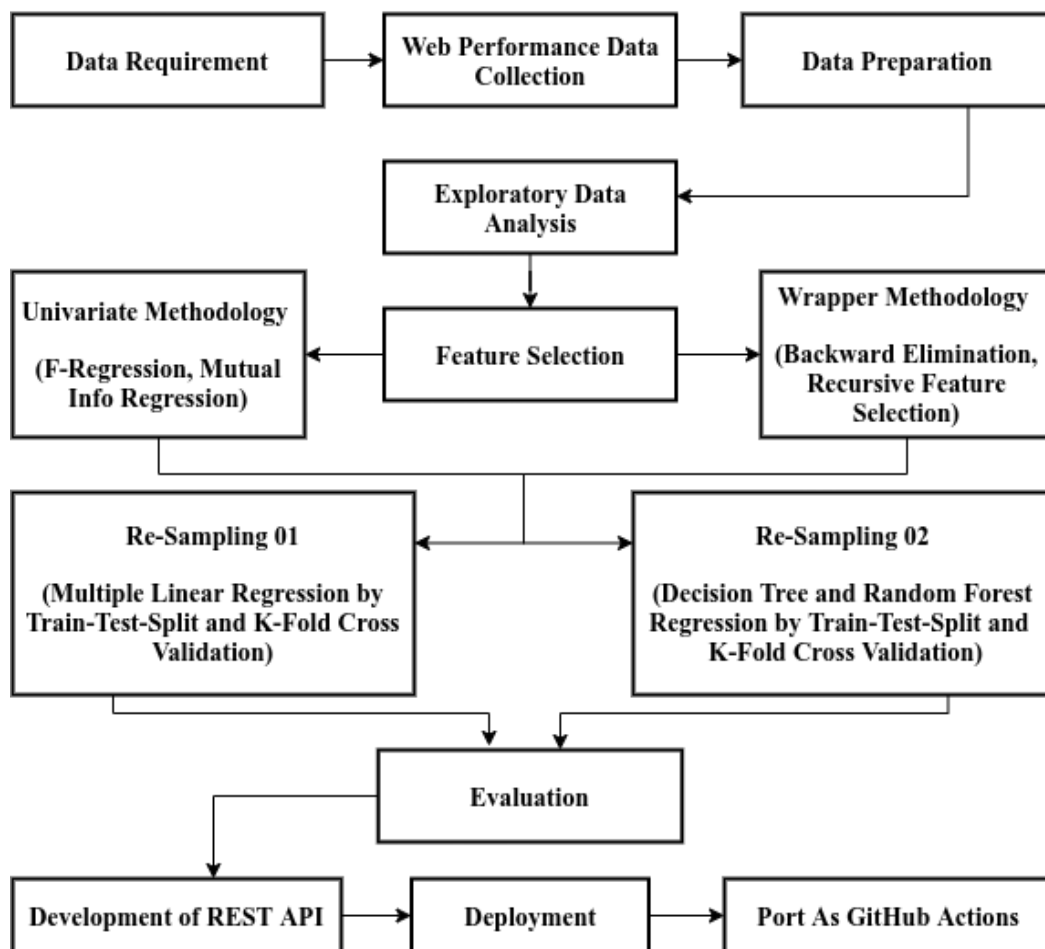 Data Requirement
Web Performance Data
Collection
Data Preparation
Exploratory Data
Analysis
Univariate Methodology
(F-Regression, Mutual
Info Regression)
Feature Selection
Wrapper Methodology
(Backward Elimination,
Recursive Feature
Selection)
Re-Sampling 01
(Multiple Linear Regression by
Train-Test-Split and K-Fold Cross
Validation)
Re-Sampling 02
(Decision Tree and Random Forest
Regression by Train-Test-Split and
K-Fold Cross Validation)
Evaluation
Development of REST API
Deployment
Port As GitHub Actions